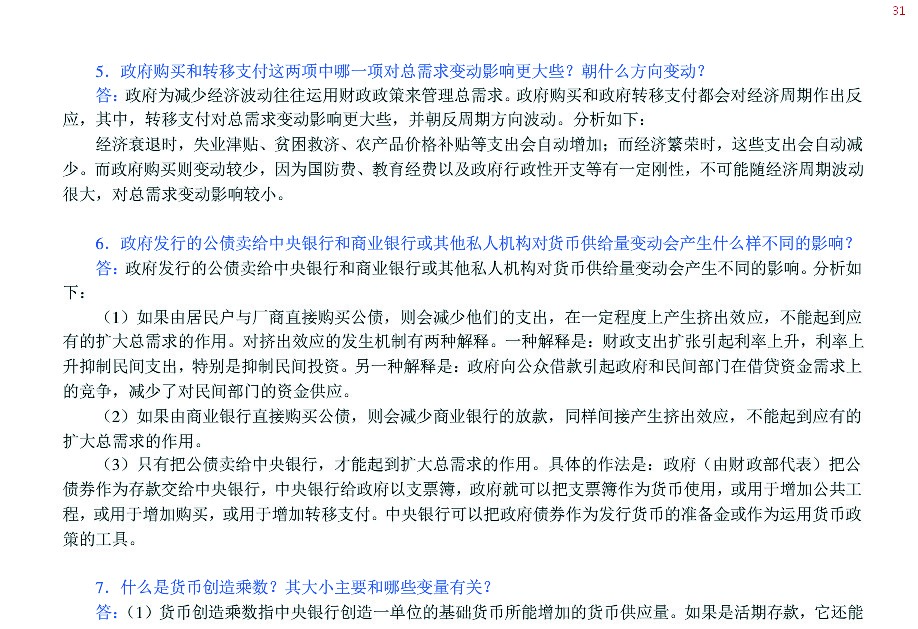 31
5．政府购买和转移支付这两项中哪一项对总需求变动影响更大些？朝什么方向变动？
答：政府为减少经济波动往往运用财政政策来管理总需求。政府购买和政府转移支付都会对经济周期作出反
应，其中，转移支付对总需求变动影响更大些，并朝反周期方向波动。分析如下：
经济衰退时，失业津贴、贫困救济、农产品价格补贴等支出会自动增加；而经济繁荣时，这些支出会自动减
少。而政府购买则变动较少，因为国防费、教育经费以及政府行政性开支等有一定刚性，不可能随经济周期波动
很大，对总需求变动影响较小。
6．政府发行的公债卖给中央银行和商业银行或其他私人机构对货币供给量变动会产生什么样不同的影响？
答：政府发行的公债卖给中央银行和商业银行或其他私人机构对货币供给量变动会产生不同的影响。分析如
下：
（1）如果由居民户与厂商直接购买公债，则会减少他们的支出，在一定程度上产生挤出效应，不能起到应
有的扩大总需求的作用。对挤出效应的发生机制有两种解释。一种解释是：财政支出扩张引起利率上升，利率上
升抑制民间支出，特别是抑制民间投资。另一种解释是：政府向公众借款引起政府和民间部门在借贷资金需求上
的竞争，减少了对民间部门的资金供应。
（2）如果由商业银行直接购买公债，则会减少商业银行的放款，同样间接产生挤出效应，不能起到应有的
扩大总需求的作用。
（3）只有把公债卖给中央银行，才能起到扩大总需求的作用。具体的作法是：政府（由财政部代表）把公
债券作为存款交给中央银行，中央银行给政府以支票簿，政府就可以把支票簿作为货币使用，或用于增加公共工
程，或用于增加购买，或用于增加转移支付。中央银行可以把政府债券作为发行货币的准备金或作为运用货币政
策的工具。
7．什么是货币创造乘数？其大小主要和哪些变量有关？
答：（1）货币创造乘数指中央银行创造一单位的基础货币所能增加的货币供应量。如果是活期存款，它还能